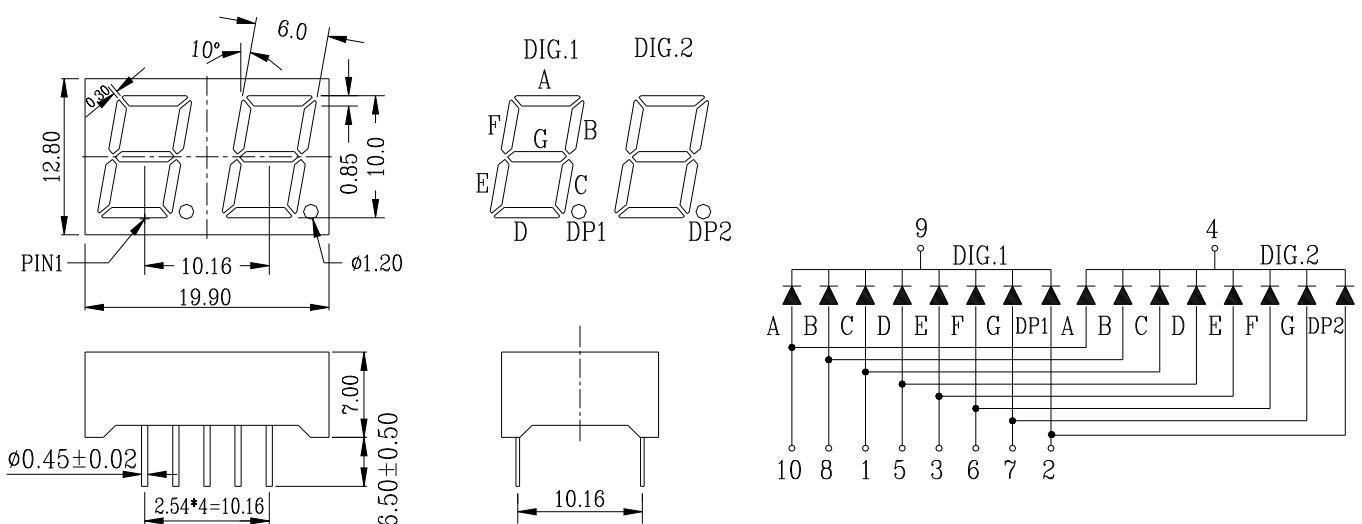 6.0
10°
0.30
12.80
0.85
10.0
PIN1
10.16
ø1.20
19.90
DIG.1
DIG.2
A
F
B
G
E
C
D
DP1
DP2
9
4
DIG.1
DIG.2
A B C D E F G DP1 A B C D E F G DP2
10 8 1 5 3 6 7 2
7.00
ø0.45±0.02
6.50±0.50
2.54*4=10.16
10.16